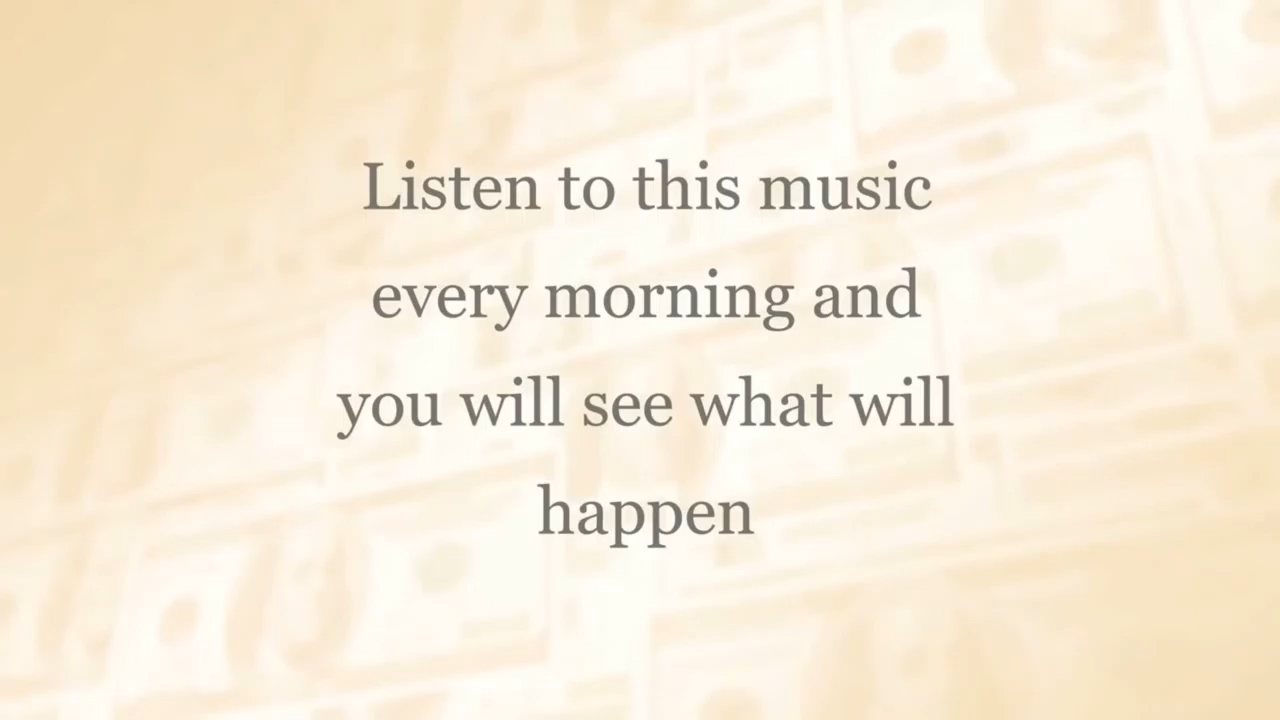 Listen to this music
every morning and
you will see what will
happen